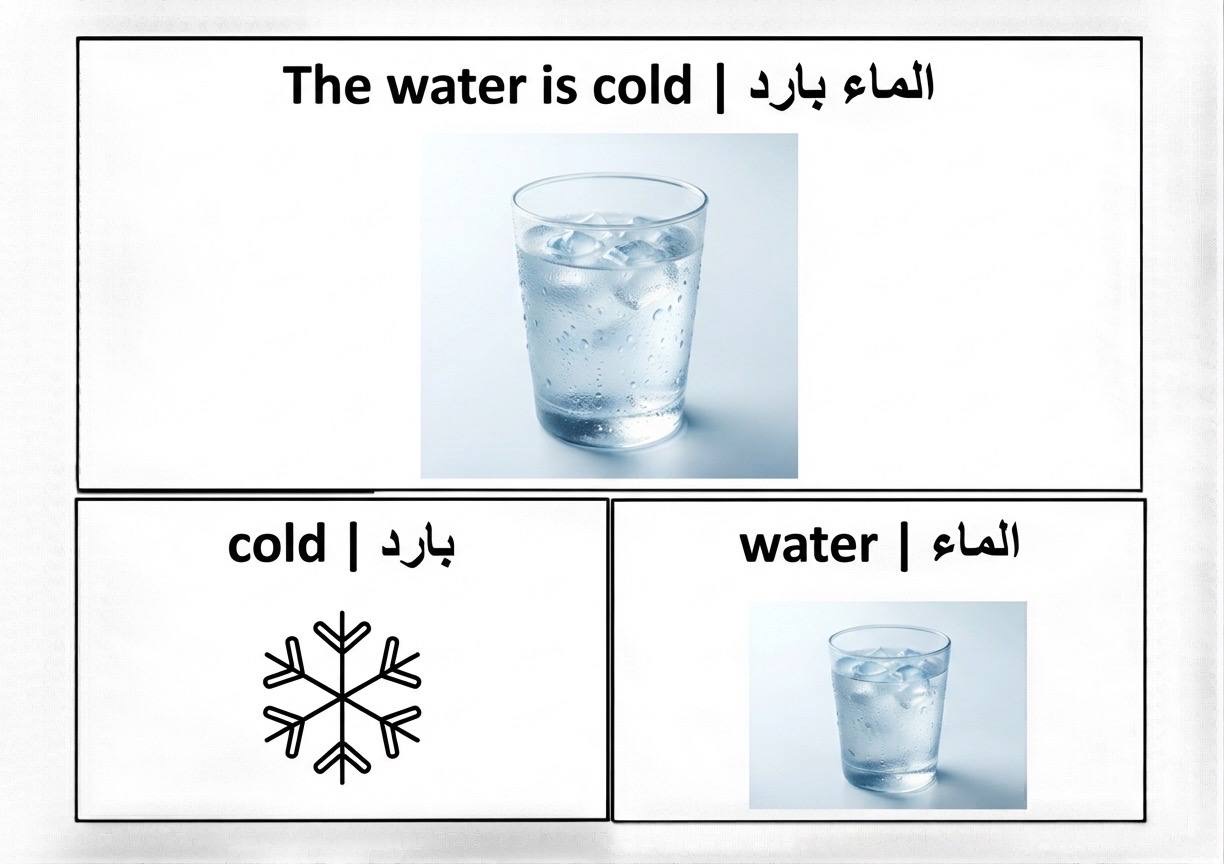 The water is cold | الماء بارد
cold | بارد
water | الماء